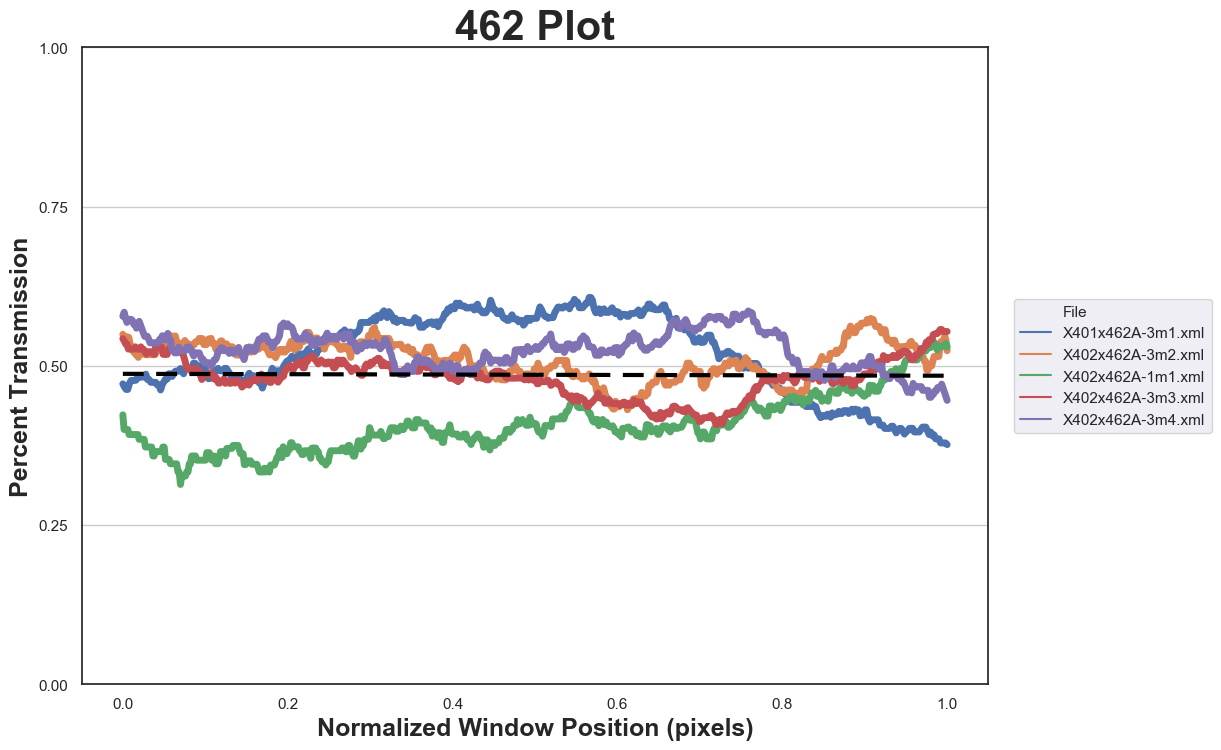 462 Plot
Percent Transmission
1.00
0.75
0.50
0.25
0.00
0.0 0.2 0.4 0.6 0.8 1.0
Normalized Window Position (pixels)
File
X401x462A-3m1.xml
X402x462A-3m2.xml
X402x462A-1m1.xml
X402x462A-3m3.xml
X402x462A-3m4.xml